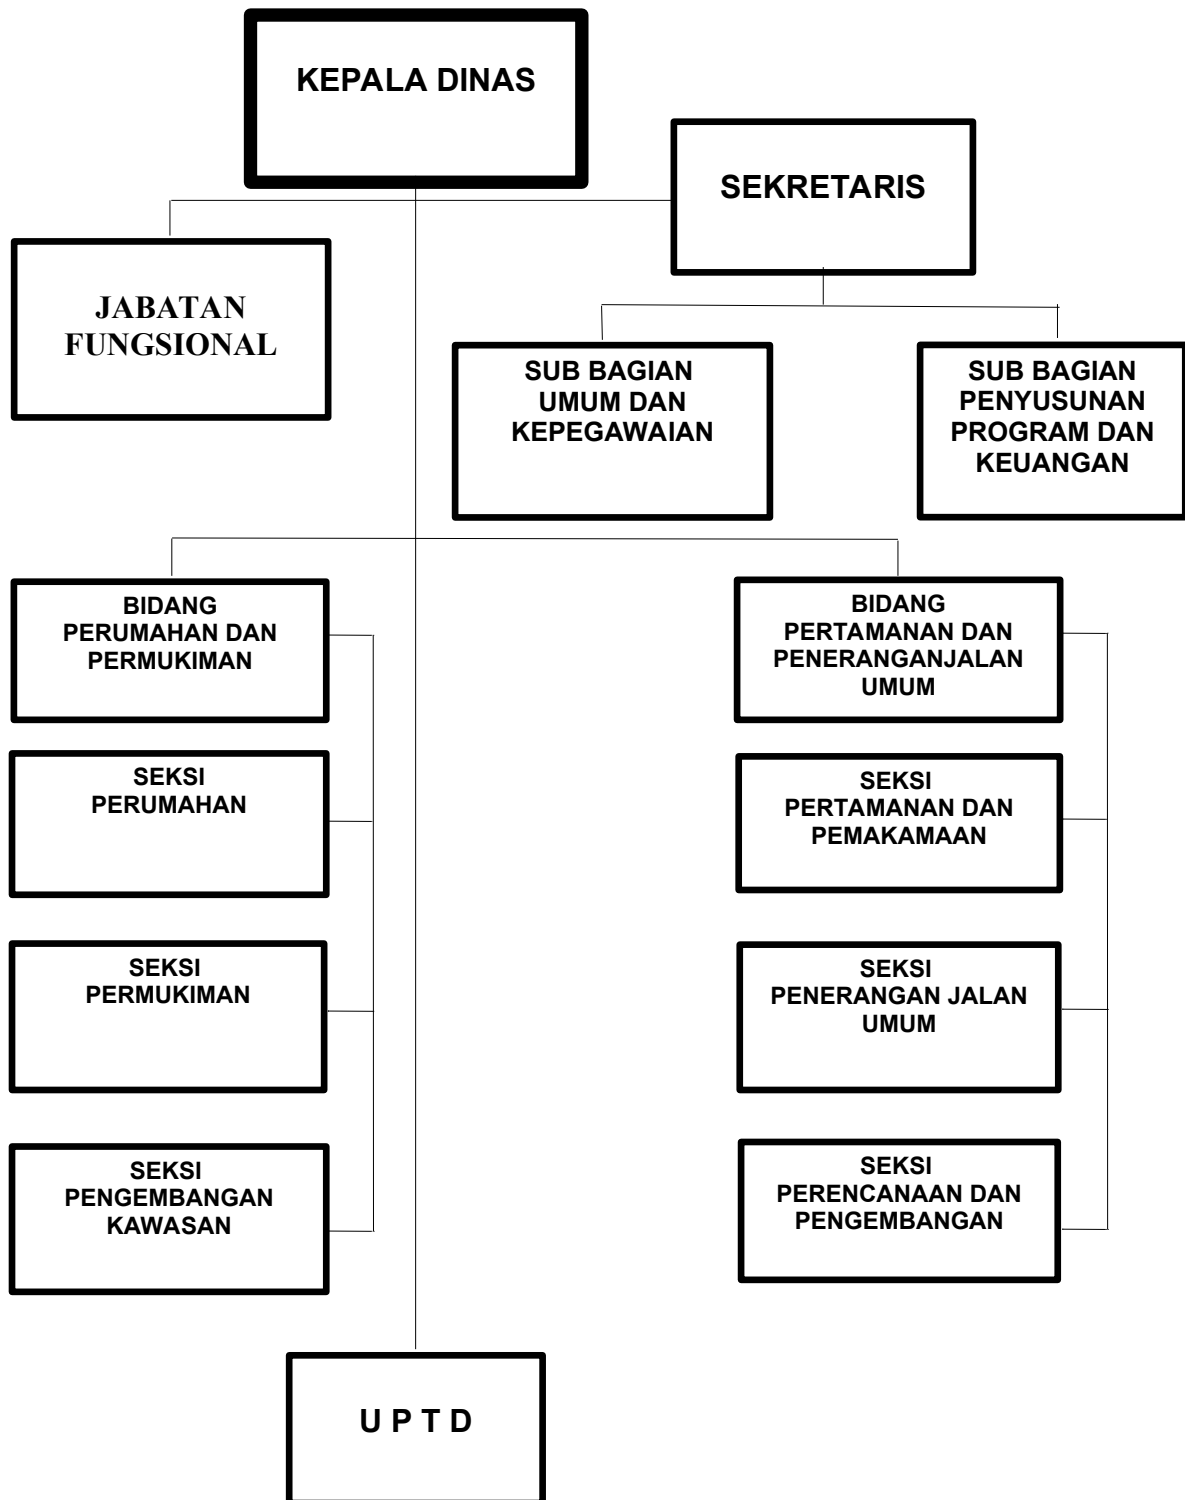 KEPALA DINAS
SEKRETARIS
JABATAN
FUNGSIONAL
SUB BAGIAN
UMUM DAN
KEPEGAWAIAN
SUB BAGIAN
PENYUSUNAN
PROGRAM DAN
KEUANGAN
BIDANG
PERUMAHAN DAN
PERMUKIMAN
BIDANG
PERTAMANAN DAN
PENERANGANJALAN
UMUM
SEKSI
PERUMAHAN
SEKSI
PERTAMANAN DAN
PEMAKAMAAN
SEKSI
PERMUKIMAN
SEKSI
PENERANGAN JALAN
UMUM
SEKSI
PENGEMBANGAN
KAWASAN
SEKSI
PERENCANAAN DAN
PENGEMBANGAN
U P T D